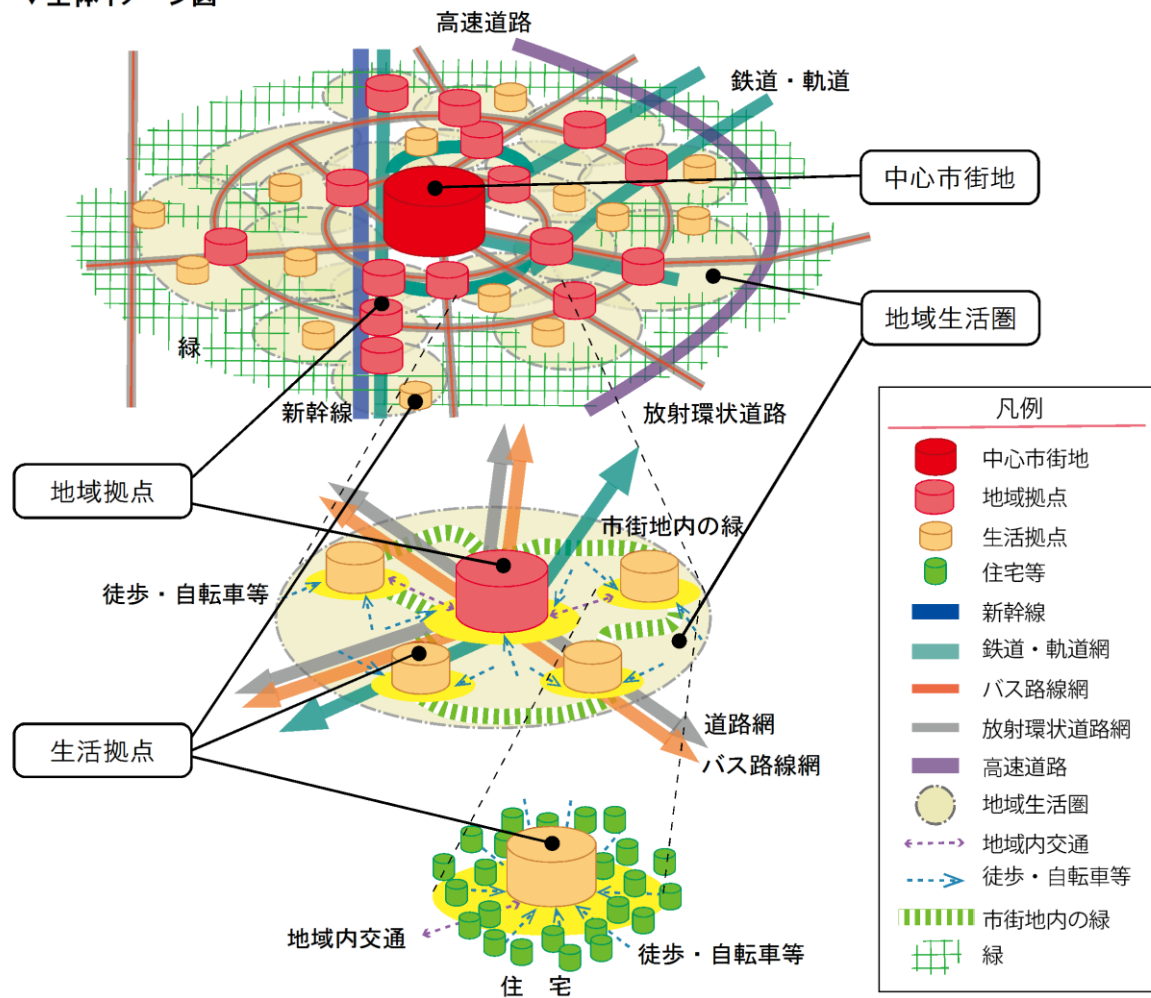 ▼全体イメージ図
高速道路
鉄道・軌道
中心市街地
地域生活圏
緑
新幹線
放射環状道路
地域拠点
市街地内の緑
徒歩・自転車等
生活拠点
道路網
バス路線網
地域内交通
徒歩・自転車等
住 宅
凡例
中心市街地
地域拠点
生活拠点
住宅等
新幹線
鉄道・軌道網
バス路線網
放射環状道路網
高速道路
地域生活圏
地域内交通
徒歩・自転車等
市街地内の緑
緑